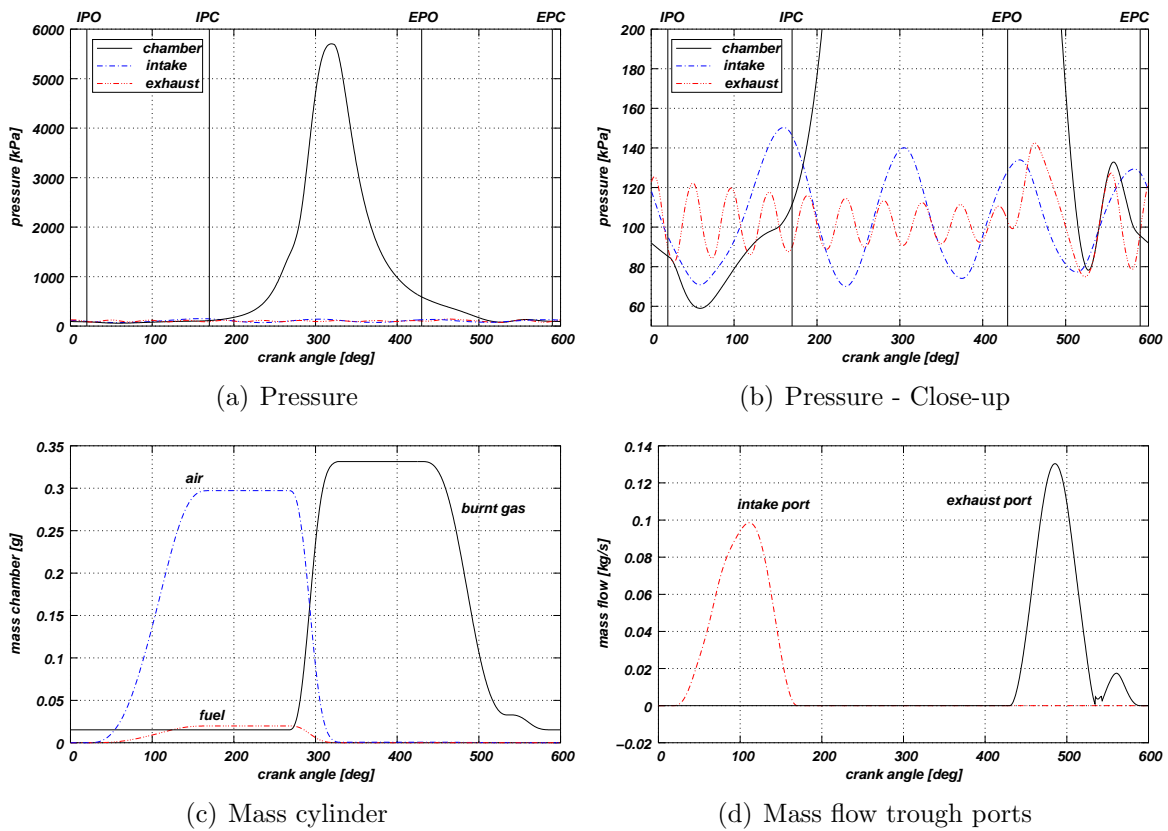 IPO IPC EPO EPC
6000
5000
4000
3000
2000
1000
0
pressure [kPa]
chamber
intake
exhaust
0 100 200 300 400 500 600
crank angle [deg]
(a) Pressure
IPO IPC EPO EPC
200
180
160
140
120
100
80
60
pressure [kPa]
chamber
intake
exhaust
0 100 200 300 400 500 600
crank angle [deg]
(b) Pressure - Close-up
0.35
0.3
0.25
0.2
0.15
0.1
0.05
0
mass chamber [g]
air
burnt gas
fuel
0 100 200 300 400 500 600
crank angle [deg]
(c) Mass cylinder
0.14
0.12
0.1
0.08
0.06
0.04
0.02
0
−0.02
mass flow [kg/s]
intake port
exhaust port
0 100 200 300 400 500 600
crank angle [deg]
(d) Mass flow trough ports